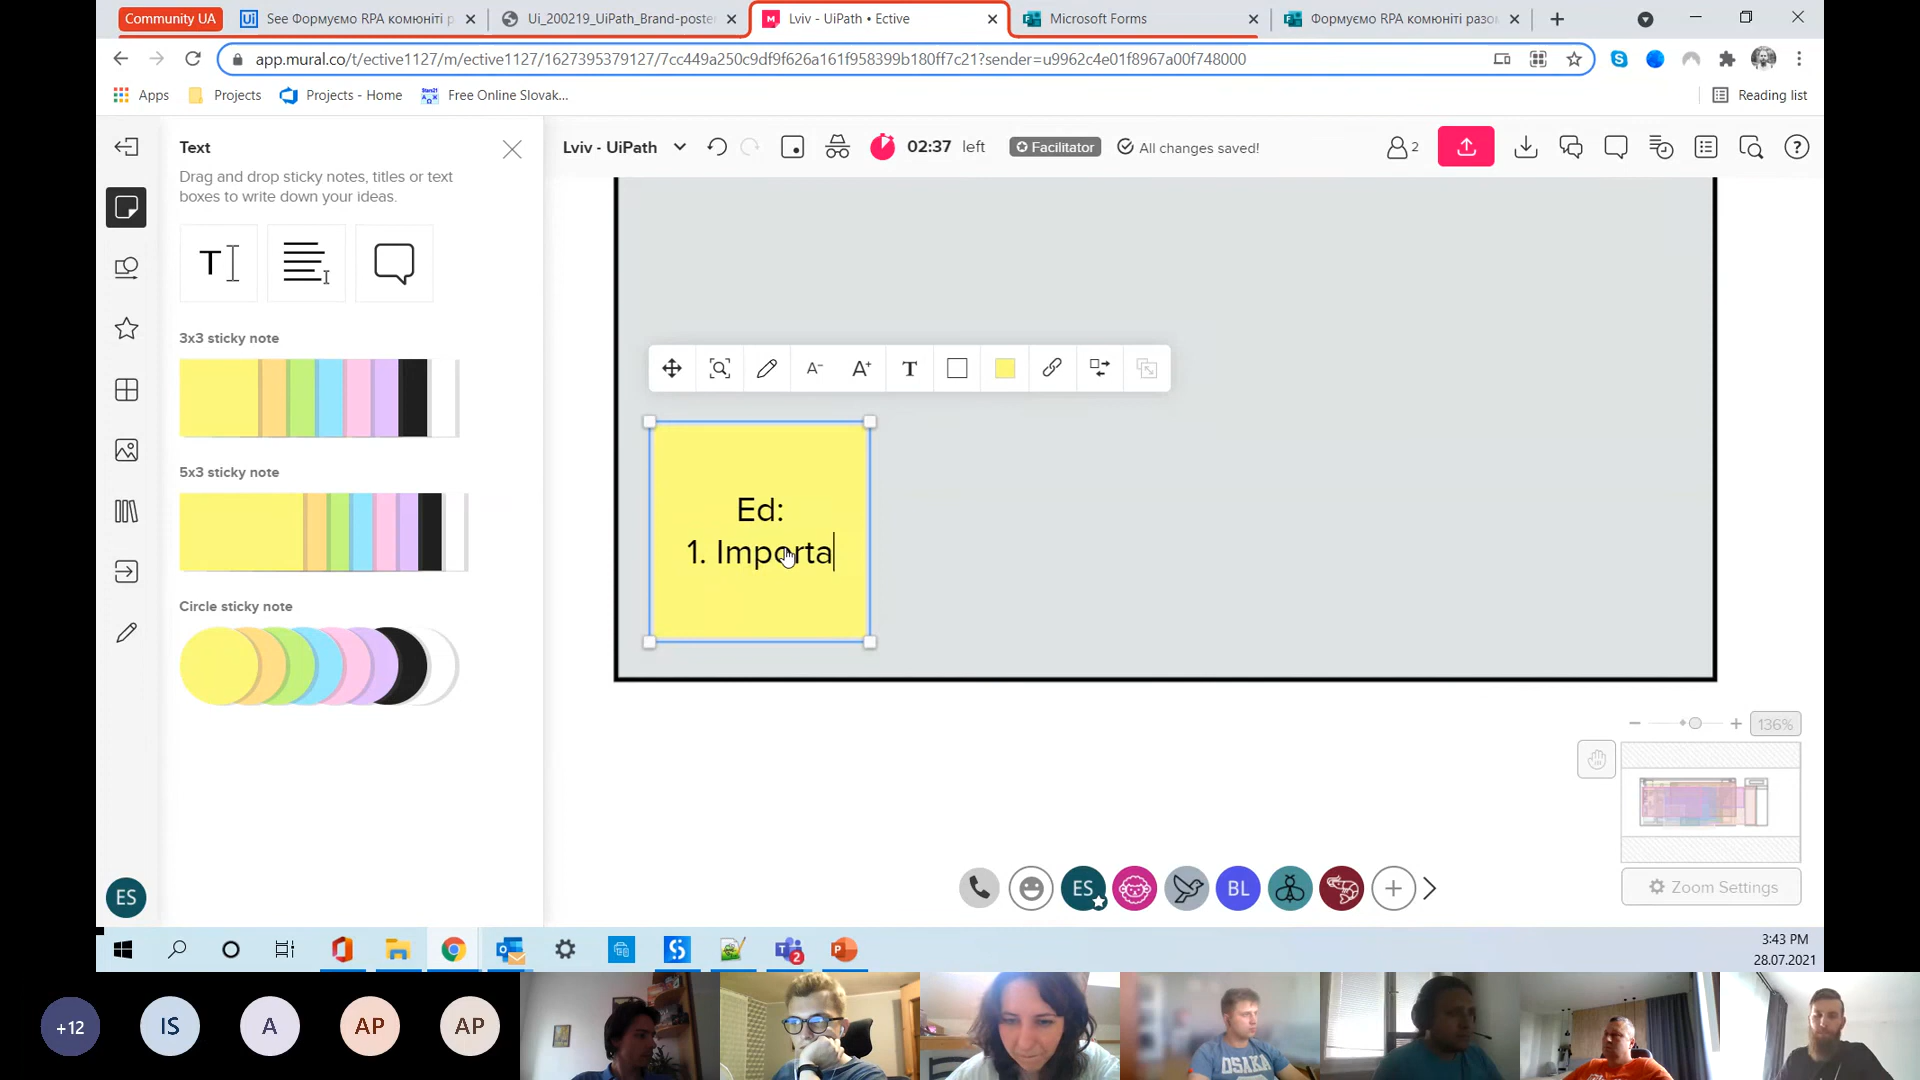 Community UA
See Формуємо RPA комюніті р
Ui_200219_UiPath_Brand-poste
Lviv - UiPath • Ective
Microsoft Forms
Формуємо RPA комюніті разо
app.mural.co/t/ective1127/m/ective1127/1627395379127/7cc449a250c9df9f626a161f958399b180ff7c21?sender=u9962c4e01f8967a00f748000
Apps
Projects
Projects - Home
Free Online Slovak...
Reading list
Text
Drag and drop sticky notes, titles or text
boxes to write down your ideas.
3x3 sticky note
5x3 sticky note
Circle sticky note
Lviv - UiPath
02:37 left
Facilitator
All changes saved!
2
Ed:
1. Importa
136%
Zoom Settings
ES
ES
BL
3:43 PM
28.07.2021
+12
IS
A
AP
AP
OSAKA